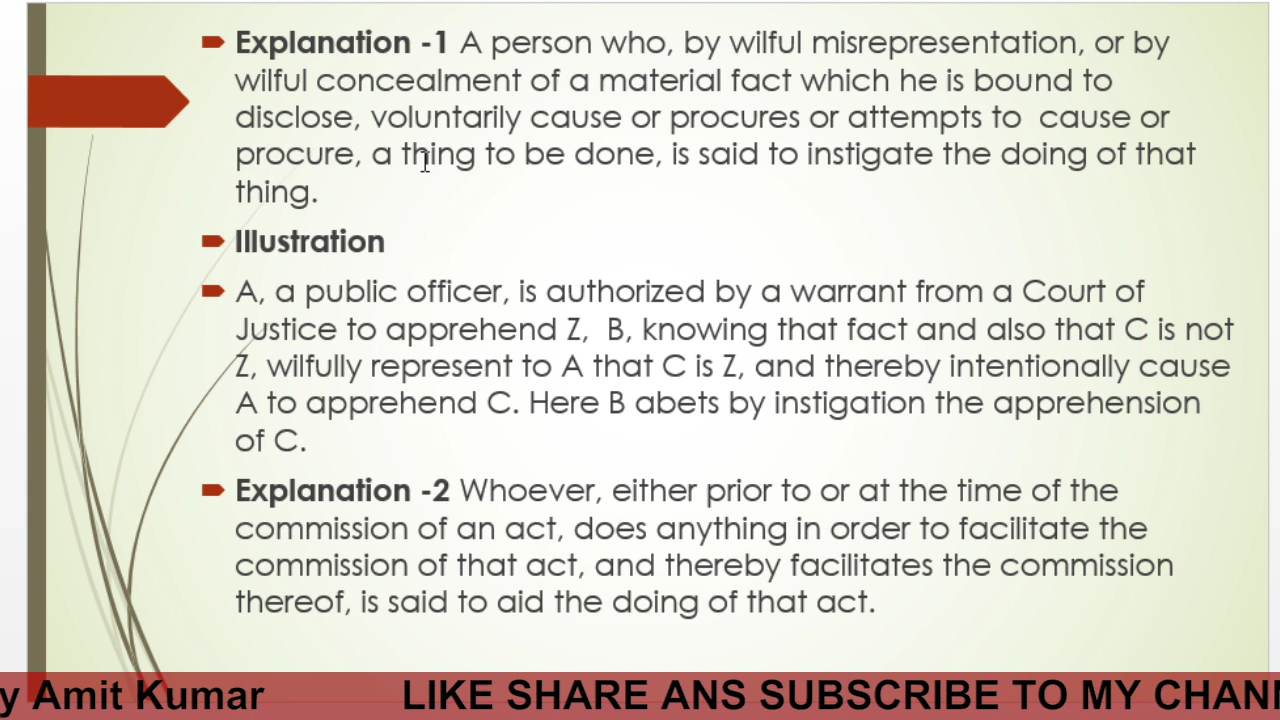 Explanation -1 A person who, by wilful misrepresentation, or by
wilful concealment of a material fact which he is bound to
disclose, voluntarily cause or procures or attempts to  cause or
procure, a thing to be done, is said to instigate the doing of that
thing.
Illustration
A, a public officer, is authorized by a warrant from a Court of
Justice to apprehend Z,  B, knowing that fact and also that C is not
Z, wilfully represent to A that C is Z, and thereby intentionally cause
A to apprehend C. Here B abets by instigation the apprehension
of C.
Explanation -2 Whoever, either prior to or at the time of the
commission of an act, does anything in order to facilitate the
commission of that act, and thereby facilitates the commission
thereof, is said to aid the doing of that act.
y Amit Kumar LIKE SHARE ANS SUBSCRIBE TO MY CHAN